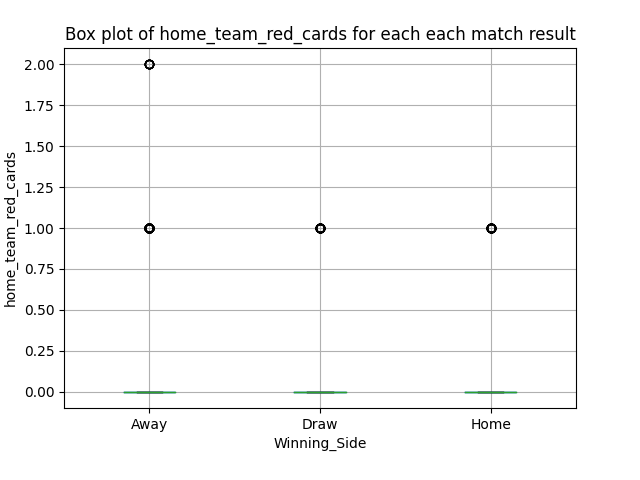 Box plot of home_team_red_cards for each each match result
2.00
1.75
1.50
1.25
1.00
0.75
0.50
0.25
0.00
home_team_red_cards
Away Draw Home
Winning_Side